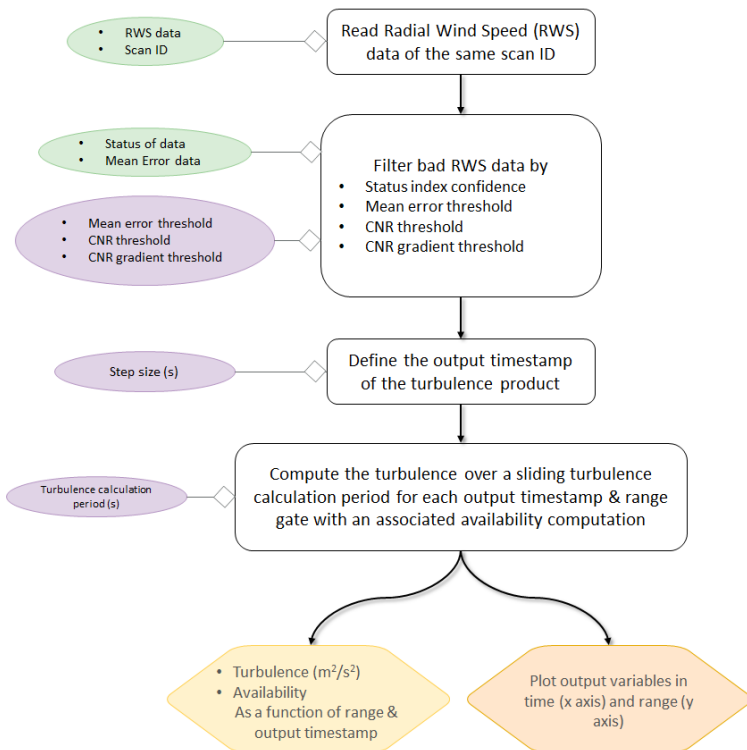 • RWS data
• Scan ID
Read Radial Wind Speed (RWS)
data of the same scan ID
• Status of data
• Mean Error data
• Mean error threshold
• CNR threshold
• CNR gradient threshold
Filter bad RWS data by
• Status index confidence
• Mean error threshold
• CNR threshold
• CNR gradient threshold
Step size (s)
Define the output timestamp
of the turbulence product
Turbulence calculation
period (s)
Compute the turbulence over a sliding turbulence
calculation period for each output timestamp & range
gate with an associated availability computation
• Turbulence (m²/s²)
• Availability
As a function of range &
output timestamp
Plot output variables in
time (x axis) and range (y
axis)